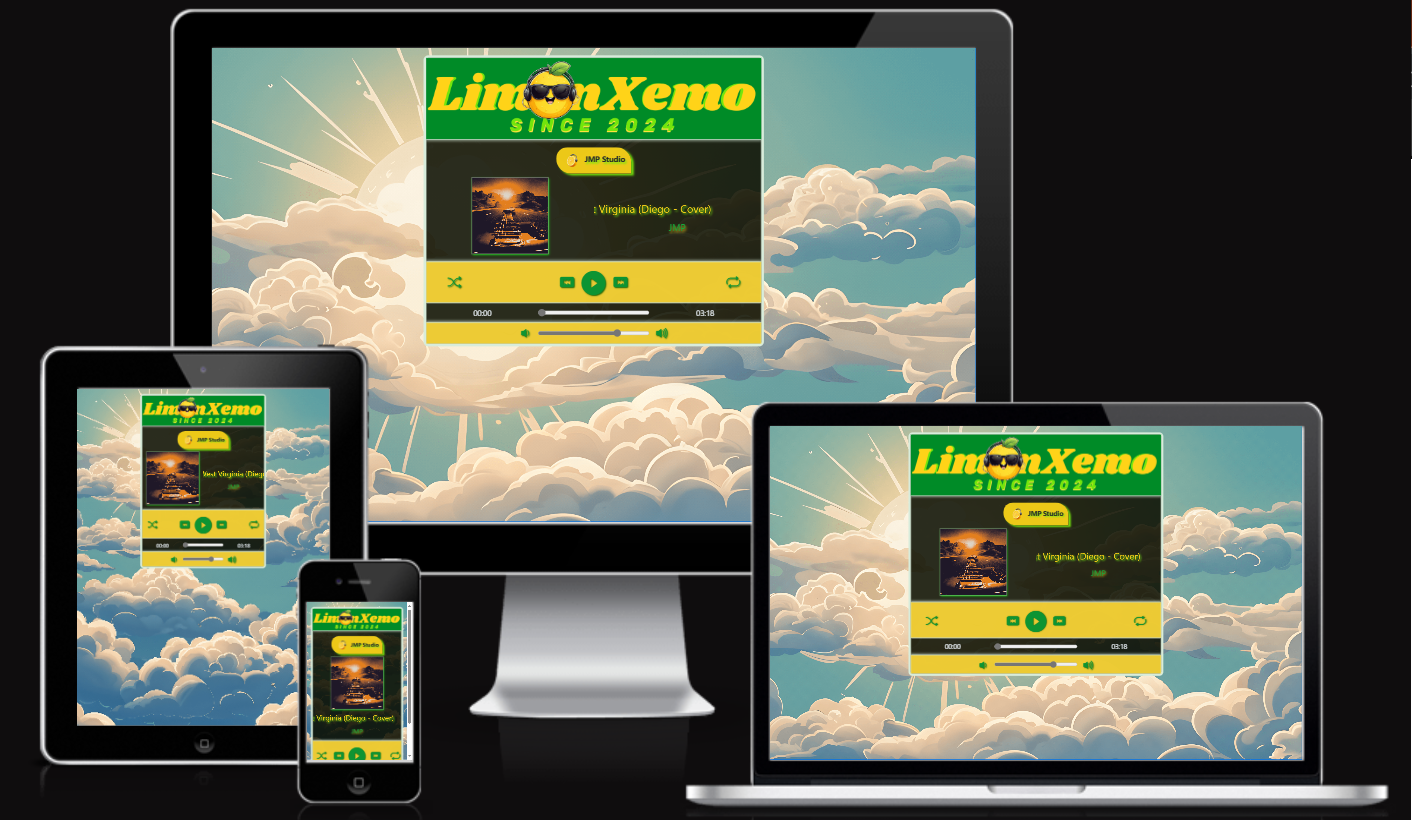 LimonXemo
SINCE 2024
JMP Studio
: Virginia (Diego - Cover)
JMP
00:00
03:18
LimonXemo
SINCE 2024
JMP Studio
West Virginia (Dieg
JMP
00:00
03:18
LimonXemo
SINCE 2024
JMP Studio
: Virginia (Diego - Cover)
JMP
LimonXemo
SINCE 2024
JMP Studio
: Virginia (Diego - Cover)
JMP
00:00
03:18